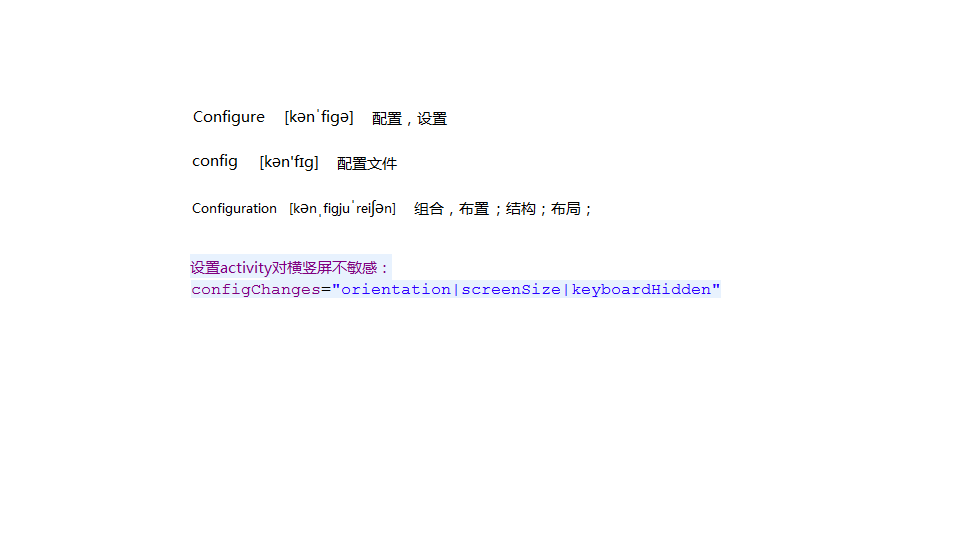 Configure [kənˈfigə] 配置，设置
config [kən'fɪg] 配置文件
Configuration [kənˌfigjuˈreiʃən] 组合，布置；结构；布局；
设置activity对横竖屏不敏感：
configChanges="orientation|screenSize|keyboardHidden"